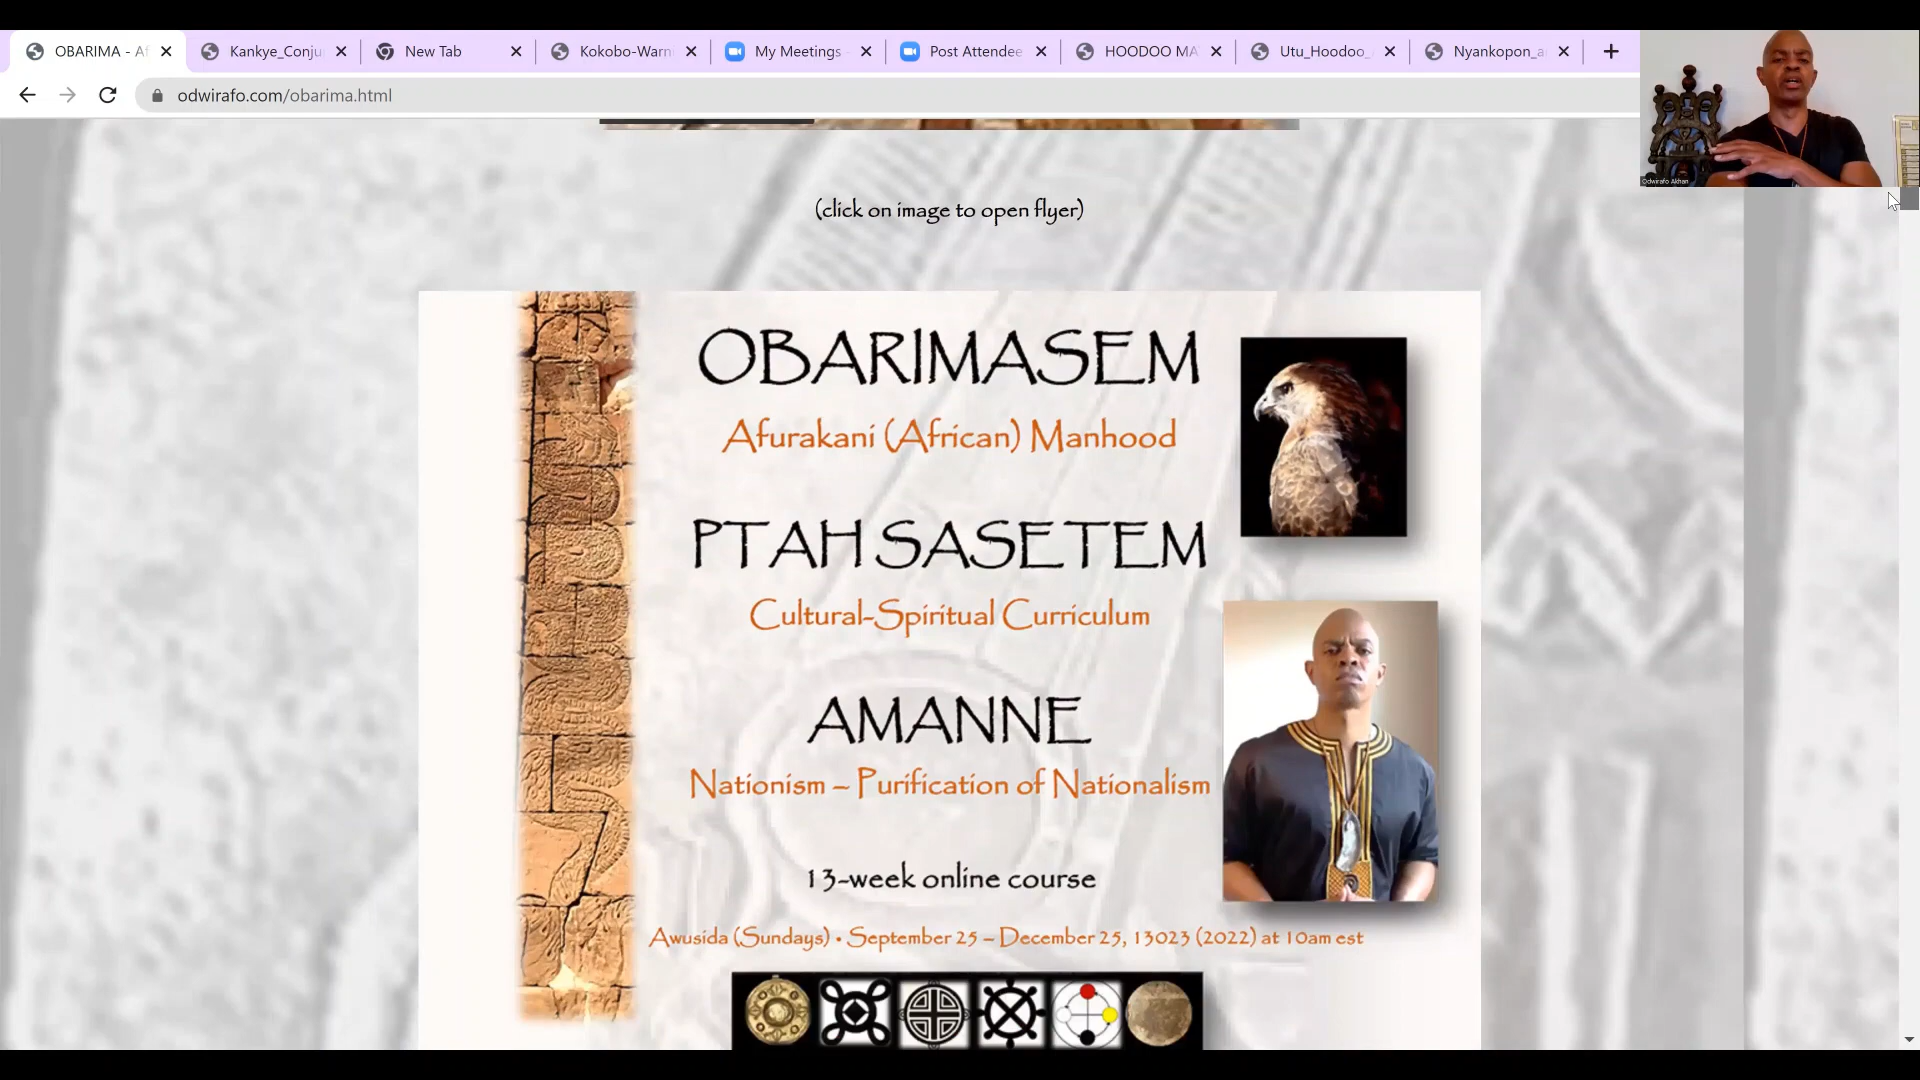 OBARIMA - Af
Kankye_Conju
New Tab
Kokobo-Warn
My Meetings
Post Attendee
HOODOO MA
Utu_Hoodoo_
Nyankopon_a
odwirafo.com/obarima.html
Odwirafo Akhan
(click on image to open flyer)
OBARIMASEM
Afurakani (African) Manhood
PTAH SASETEM
Cultural-Spiritual Curriculum
AMANNE
Nationism – Purification of Nationalism
13-week online course
Awusida (Sundays) • September 25 – December 25, 13023 (2022) at 10am est